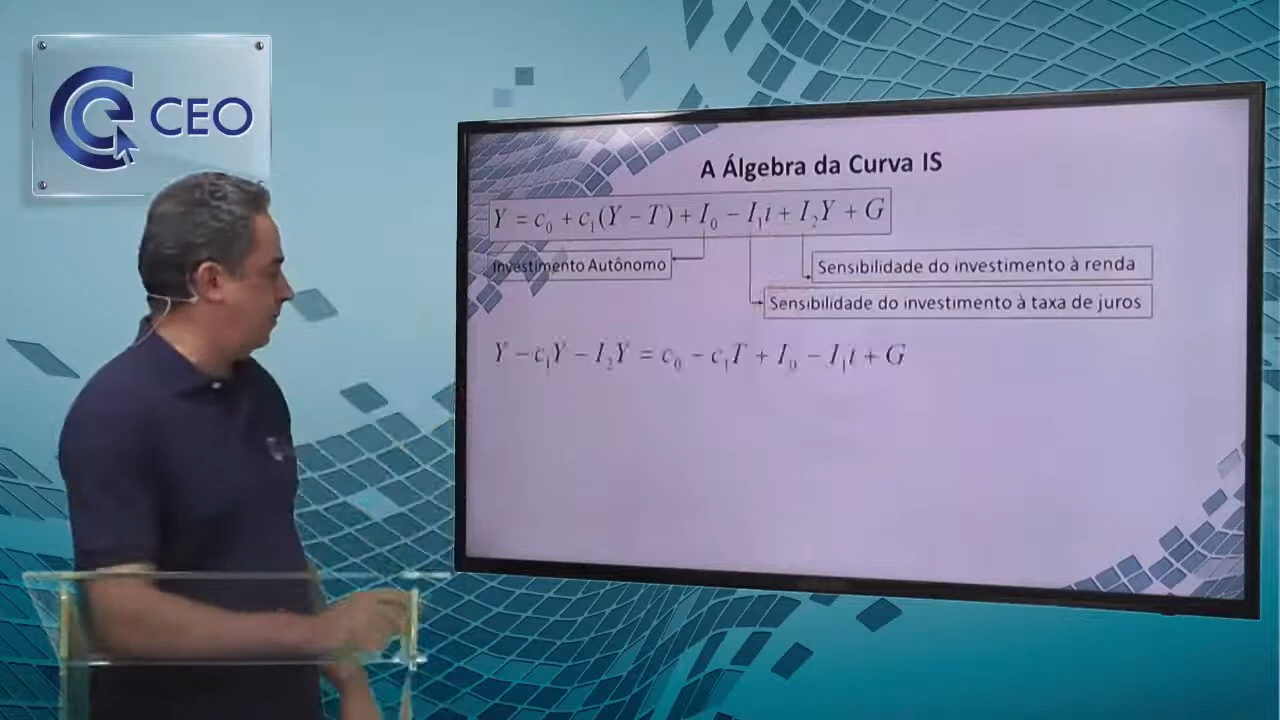 CEO
A Álgebra da Curva IS
Y = c₀ + c₁(Y − T) + I₀ − I₁i + I₂Y + G
Investimento Autônomo
Sensibilidade do investimento à renda
Sensibilidade do investimento à taxa de juros
Y − c₁Y − I₂Y = c₀ − c₁T + I₀ − I₁i + G